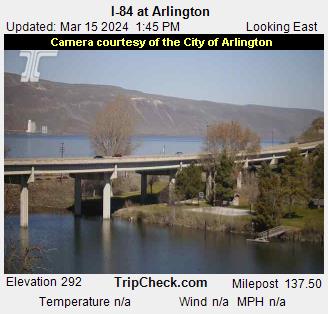 I-84 at Arlington
Updated: Mar 15 2024 1:45 PM Looking East
Camera courtesy of the City of Arlington
Elevation 292 TripCheck.com Milepost 137.50
Temperature n/a Wind n/a MPH n/a